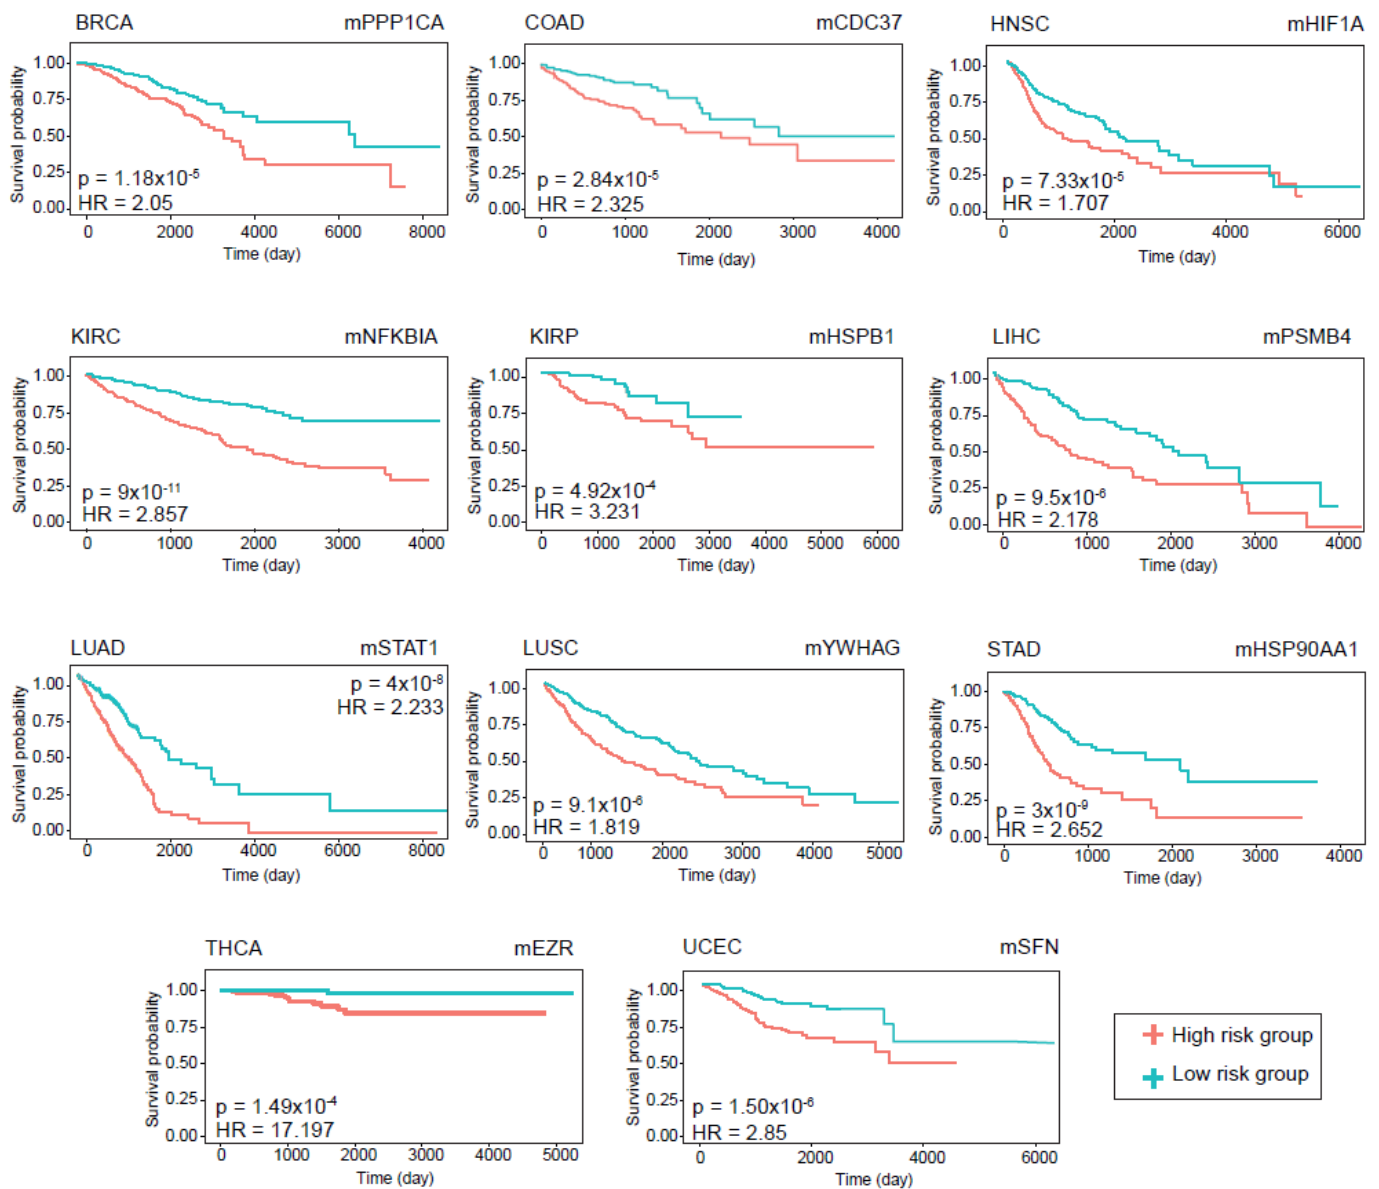 BRCA mPPP1CA
Survival probability
1.00
0.75
0.50
0.25
0.00
p = 1.18x10⁻⁵
HR = 2.05
0 2000 4000 6000 8000
Time (day)
COAD mCDC37
Survival probability
1.00
0.75
0.50
0.25
0.00
p = 2.84x10⁻⁵
HR = 2.325
0 1000 2000 3000 4000
Time (day)
HNSC mHIF1A
Survival probability
1.00
0.75
0.50
0.25
0.00
p = 7.33x10⁻⁵
HR = 1.707
0 2000 4000 6000
Time (day)
KIRC mNFKBIA
Survival probability
1.00
0.75
0.50
0.25
0.00
p = 9x10⁻¹¹
HR = 2.857
0 1000 2000 3000 4000
Time (day)
KIRP mHSPB1
Survival probability
1.00
0.75
0.50
0.25
0.00
p = 4.92x10⁻⁴
HR = 3.231
0 1000 2000 3000 4000 5000 6000
Time (day)
LIHC mPSMB4
Survival probability
1.00
0.75
0.50
0.25
0.00
p = 9.5x10⁻⁶
HR = 2.178
0 1000 2000 3000 4000
Time (day)
LUAD mSTAT1
Survival probability
1.00
0.75
0.50
0.25
0.00
p = 4x10⁻⁸
HR = 2.233
0 2000 4000 6000 8000
Time (day)
LUSC mYWHAG
Survival probability
1.00
0.75
0.50
0.25
0.00
p = 9.1x10⁻⁶
HR = 1.819
0 1000 2000 3000 4000 5000
Time (day)
STAD mHSP90AA1
Survival probability
1.00
0.75
0.50
0.25
0.00
p = 3x10⁻⁹
HR = 2.652
0 1000 2000 3000 4000
Time (day)
THCA mEZR
Survival probability
1.00
0.75
0.50
0.25
0.00
p = 1.49x10⁻⁴
HR = 17.197
0 1000 2000 3000 4000 5000
Time (day)
UCEC mSFN
Survival probability
1.00
0.75
0.50
0.25
0.00
p = 1.50x10⁻⁶
HR = 2.85
0 2000 4000 6000
Time (day)
High risk group
Low risk group